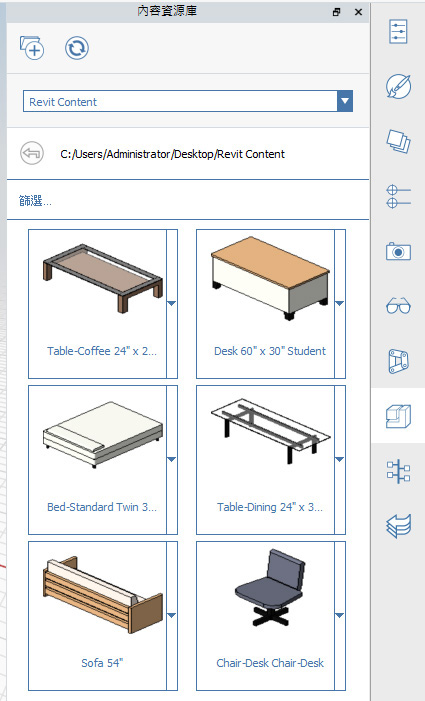 內容資源庫
Revit Content
C:/Users/Administrator/Desktop/Revit Content
篩選...
Table-Coffee 24" x 2...
Desk 60" x 30" Student
Bed-Standard Twin 3...
Table-Dining 24" x 3...
Sofa 54"
Chair-Desk Chair-Desk